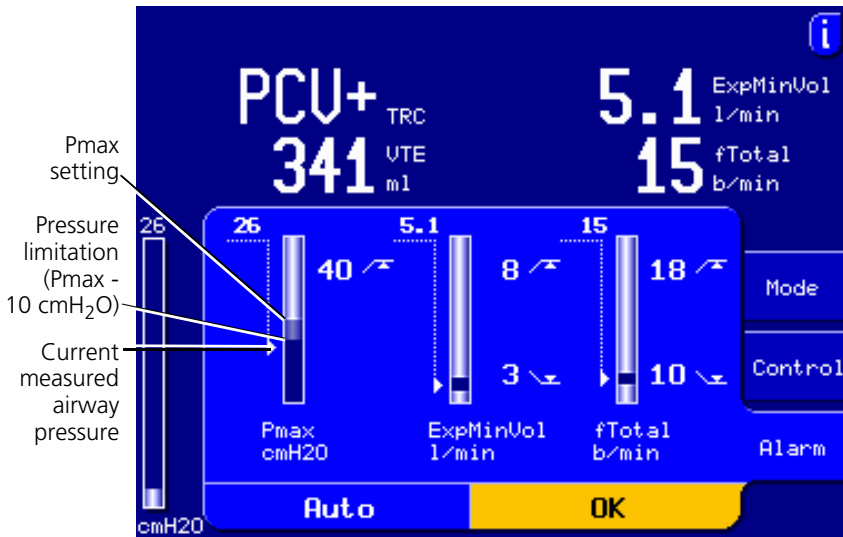 i
PCV+ TRC
5.1 ExpMinVol
l/min
341 VTE
ml
15 fTotal
b/min
Pmax
setting
Pressure
limitation
(Pmax -
10 cmH2O)
Current
measured
airway
pressure
26
26
5.1
15
40
8
18
3
10
Pmax
cmH2O
ExpMinVol
l/min
fTotal
b/min
Mode
Control
Alarm
cmH2O
Auto
OK